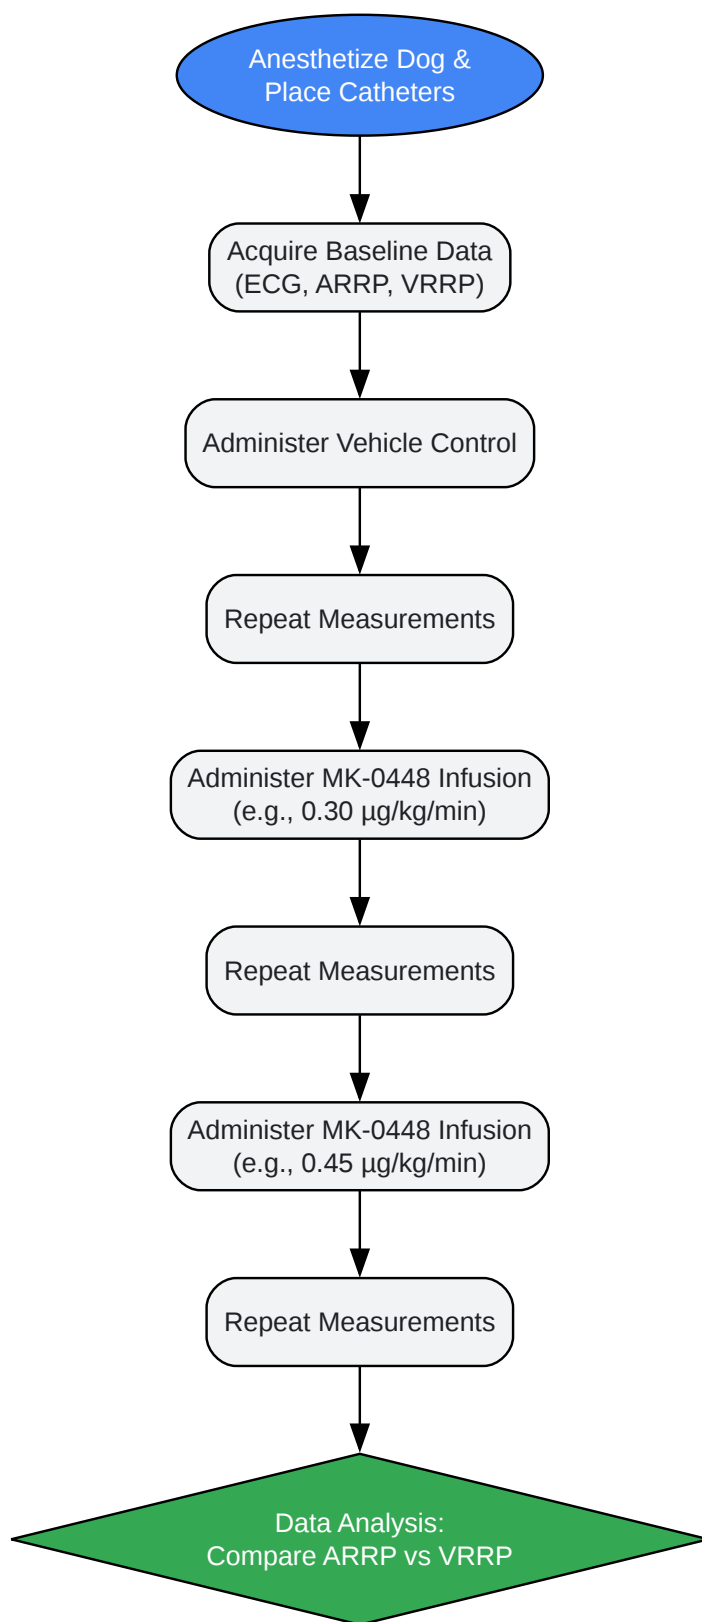 Anesthetize Dog &
Place Catheters
Acquire Baseline Data
(ECG, ARRP, VRRP)
Administer Vehicle Control
Repeat Measurements
Administer MK-0448 Infusion
(e.g., 0.30 µg/kg/min)
Repeat Measurements
Administer MK-0448 Infusion
(e.g., 0.45 µg/kg/min)
Repeat Measurements
Data Analysis:
Compare ARRP vs VRRP